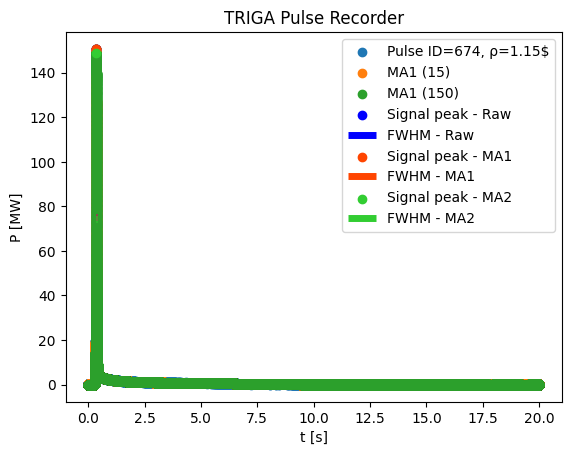 TRIGA Pulse Recorder
Pulse ID=674, ρ=1.15$
MA1 (15)
MA1 (150)
Signal peak - Raw
FWHM - Raw
Signal peak - MA1
FWHM - MA1
Signal peak - MA2
FWHM - MA2
P [MW]
140
120
100
80
60
40
20
0
0.0 2.5 5.0 7.5 10.0 12.5 15.0 17.5 20.0
t [s]